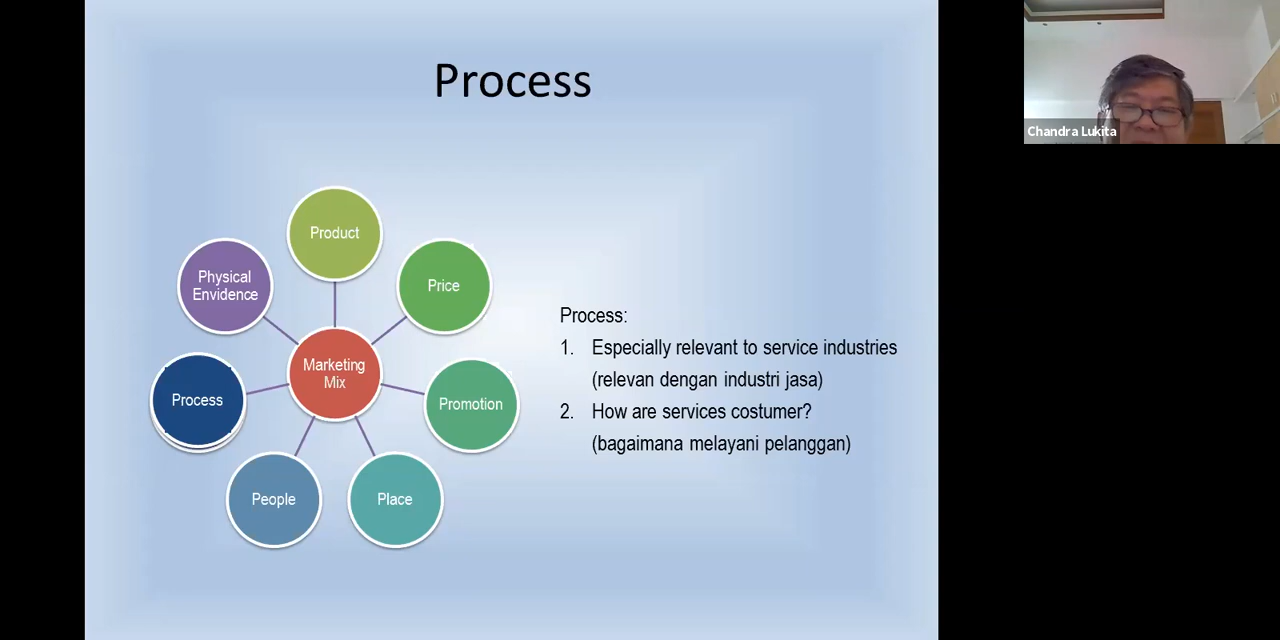 Process
Product
Price
Promotion
Place
People
Process
Physical
Envidence
Marketing
Mix
Process:
1. Especially relevant to service industries
(relevan dengan industri jasa)
2. How are services costumer?
(bagaimana melayani pelanggan)
Chandra Lukita